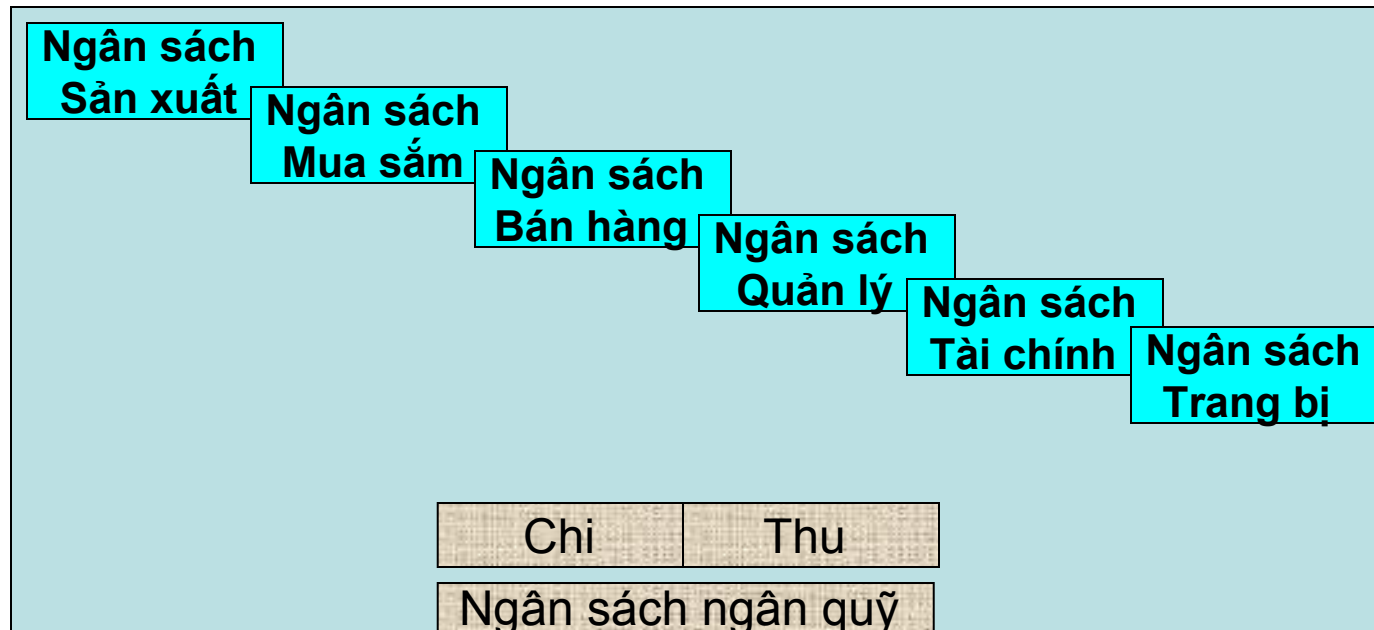 Ngân sách
Sản xuất
Ngân sách
Mua sắm
Ngân sách
Bán hàng
Ngân sách
Quản lý
Ngân sách
Tài chính
Ngân sách
Trang bị
Chi
Thu
Ngân sách ngân quỹ